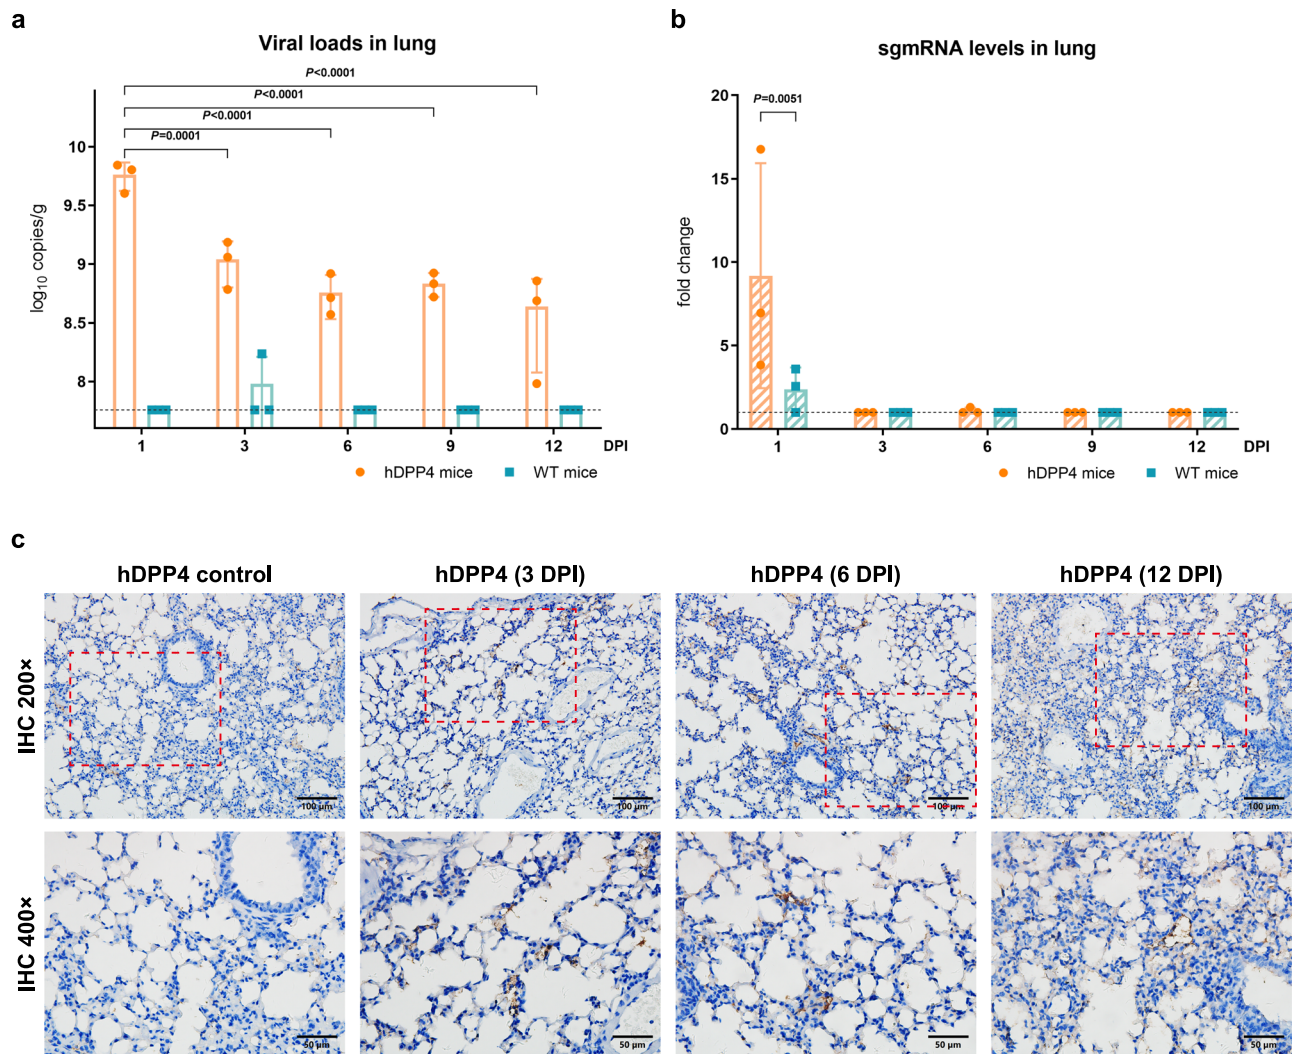 a
Viral loads in lung
P<0.0001
P<0.0001
P<0.0001
P=0.0001
10
9.5
9
8.5
8
log10 copies/g
1 3 6 9 12 DPI
hDPP4 mice WT mice
b
sgmRNA levels in lung
P=0.0051
20
15
10
5
0
fold change
1 3 6 9 12 DPI
hDPP4 mice WT mice
c
hDPP4 control hDPP4 (3 DPI) hDPP4 (6 DPI) hDPP4 (12 DPI)
IHC 200×
100 μm 100 μm 100 μm 100 μm
IHC 400×
50 μm 50 μm 50 μm 50 μm